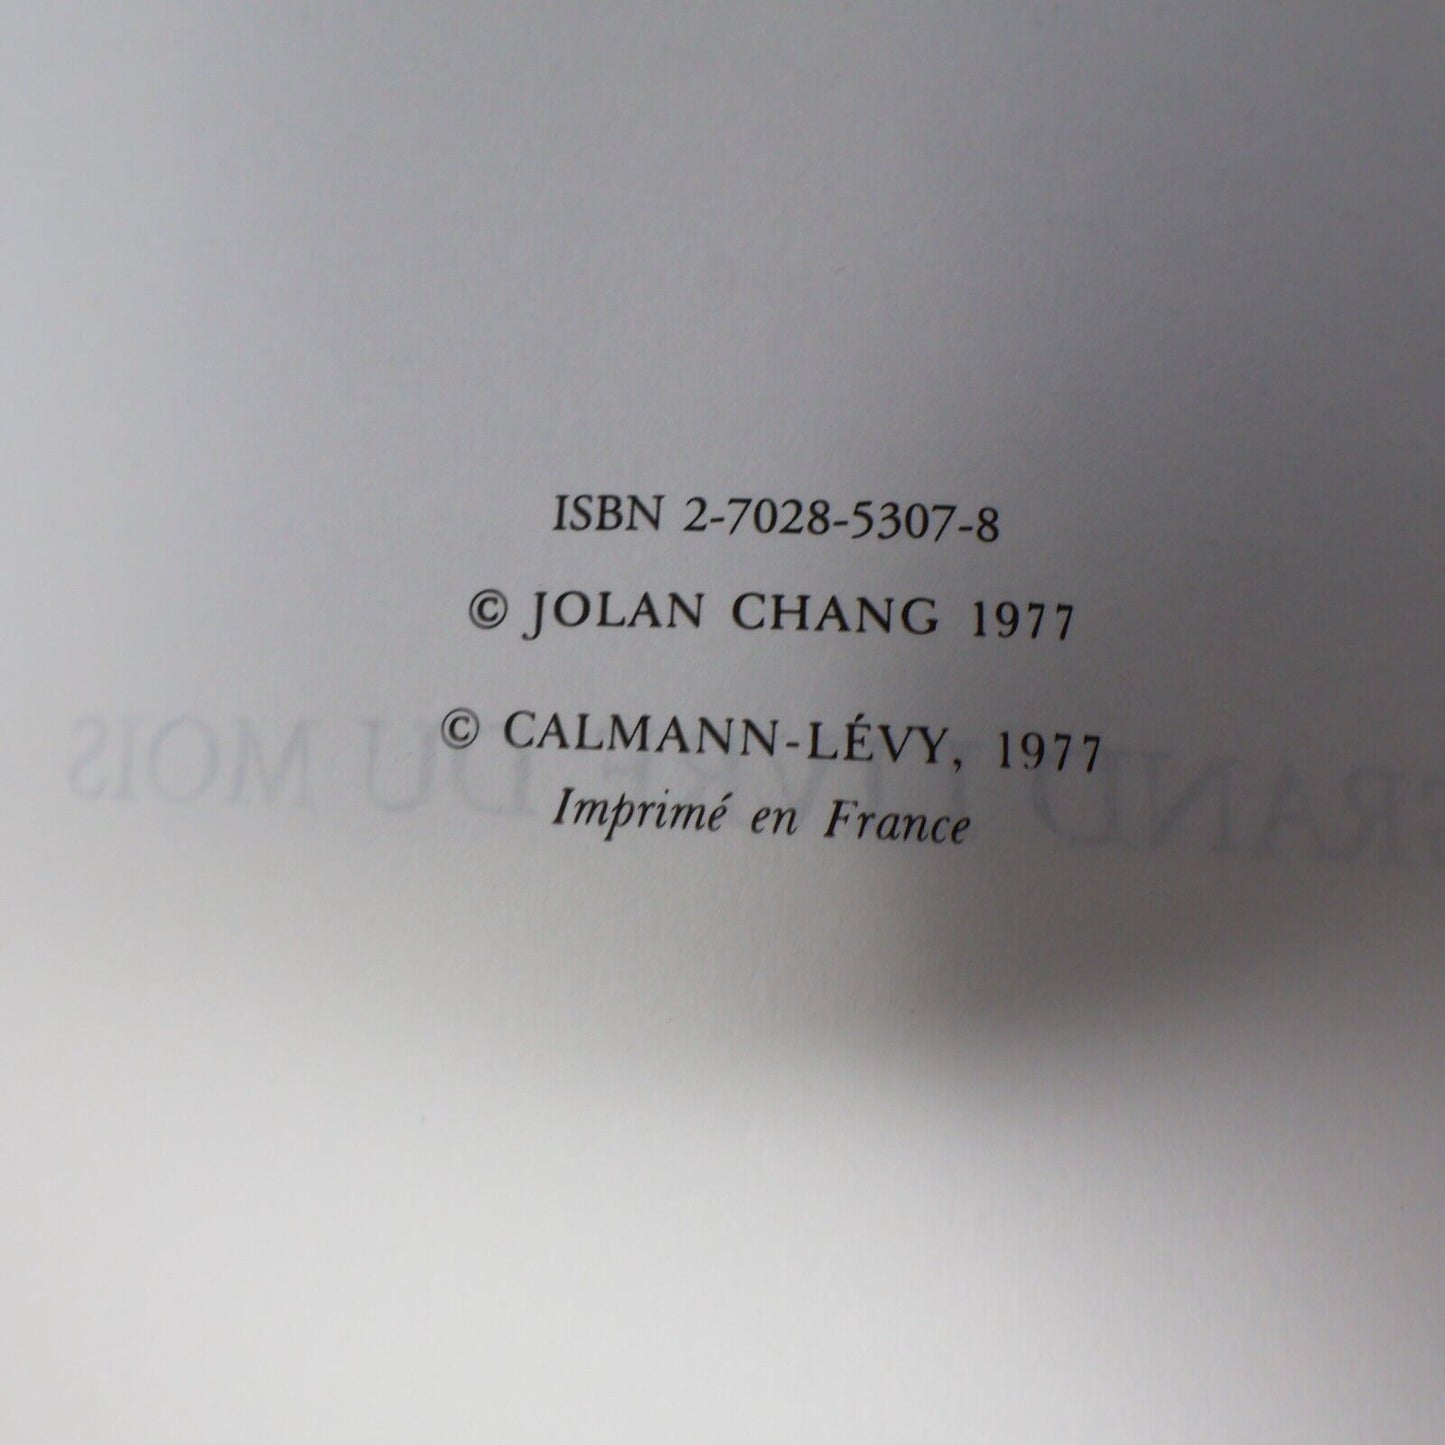 ISBN 2-7028-5307-8
© JOLAN CHANG 1977
© CALMANN-LÉVY, 1977
Imprimé en France